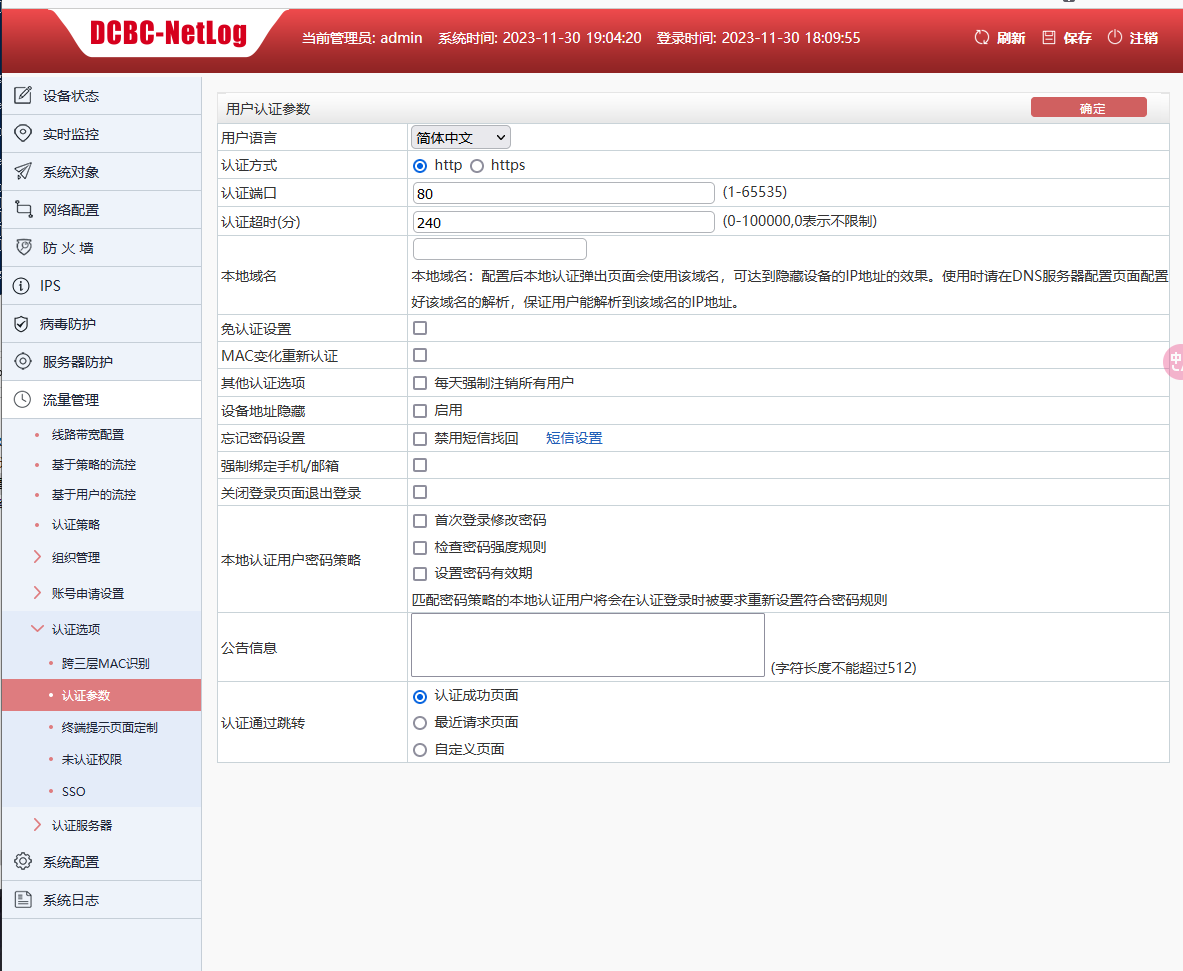 DCBC-NetLog
当前管理员: admin 系统时间: 2023-11-30 19:04:20 登录时间: 2023-11-30 18:09:55
刷新 保存 注销
设备状态
实时监控
系统对象
网络配置
防 火 墙
IPS
病毒防护
服务器防护
流量管理
线路带宽配置
基于策略的流控
基于用户的流控
认证策略
组织管理
账号申请设置
认证选项
跨三层MAC识别
认证参数
终端提示页面定制
未认证权限
SSO
认证服务器
系统配置
系统日志
用户认证参数 确定
用户语言 简体中文
认证方式 http https
认证端口 80 (1-65535)
认证超时(分) 240 (0-100000,0表示不限制)
本地域名
本地域名：配置后本地认证弹出页面会使用该域名，可达到隐藏设备的IP地址的效果。使用时请在DNS服务器配置页面配置
好该域名的解析，保证用户能解析到该域名的IP地址。
免认证设置
MAC变化重新认证
其他认证选项 每天强制注销所有用户
设备地址隐藏 启用
忘记密码设置 禁用短信找回 短信设置
强制绑定手机/邮箱
关闭登录页面退出登录
本地认证用户密码策略
首次登录修改密码
检查密码强度规则
设置密码有效期
匹配密码策略的本地认证用户将会在认证登录时被要求重新设置符合密码规则
公告信息 (字符长度不能超过512)
认证通过跳转
认证成功页面
最近请求页面
自定义页面